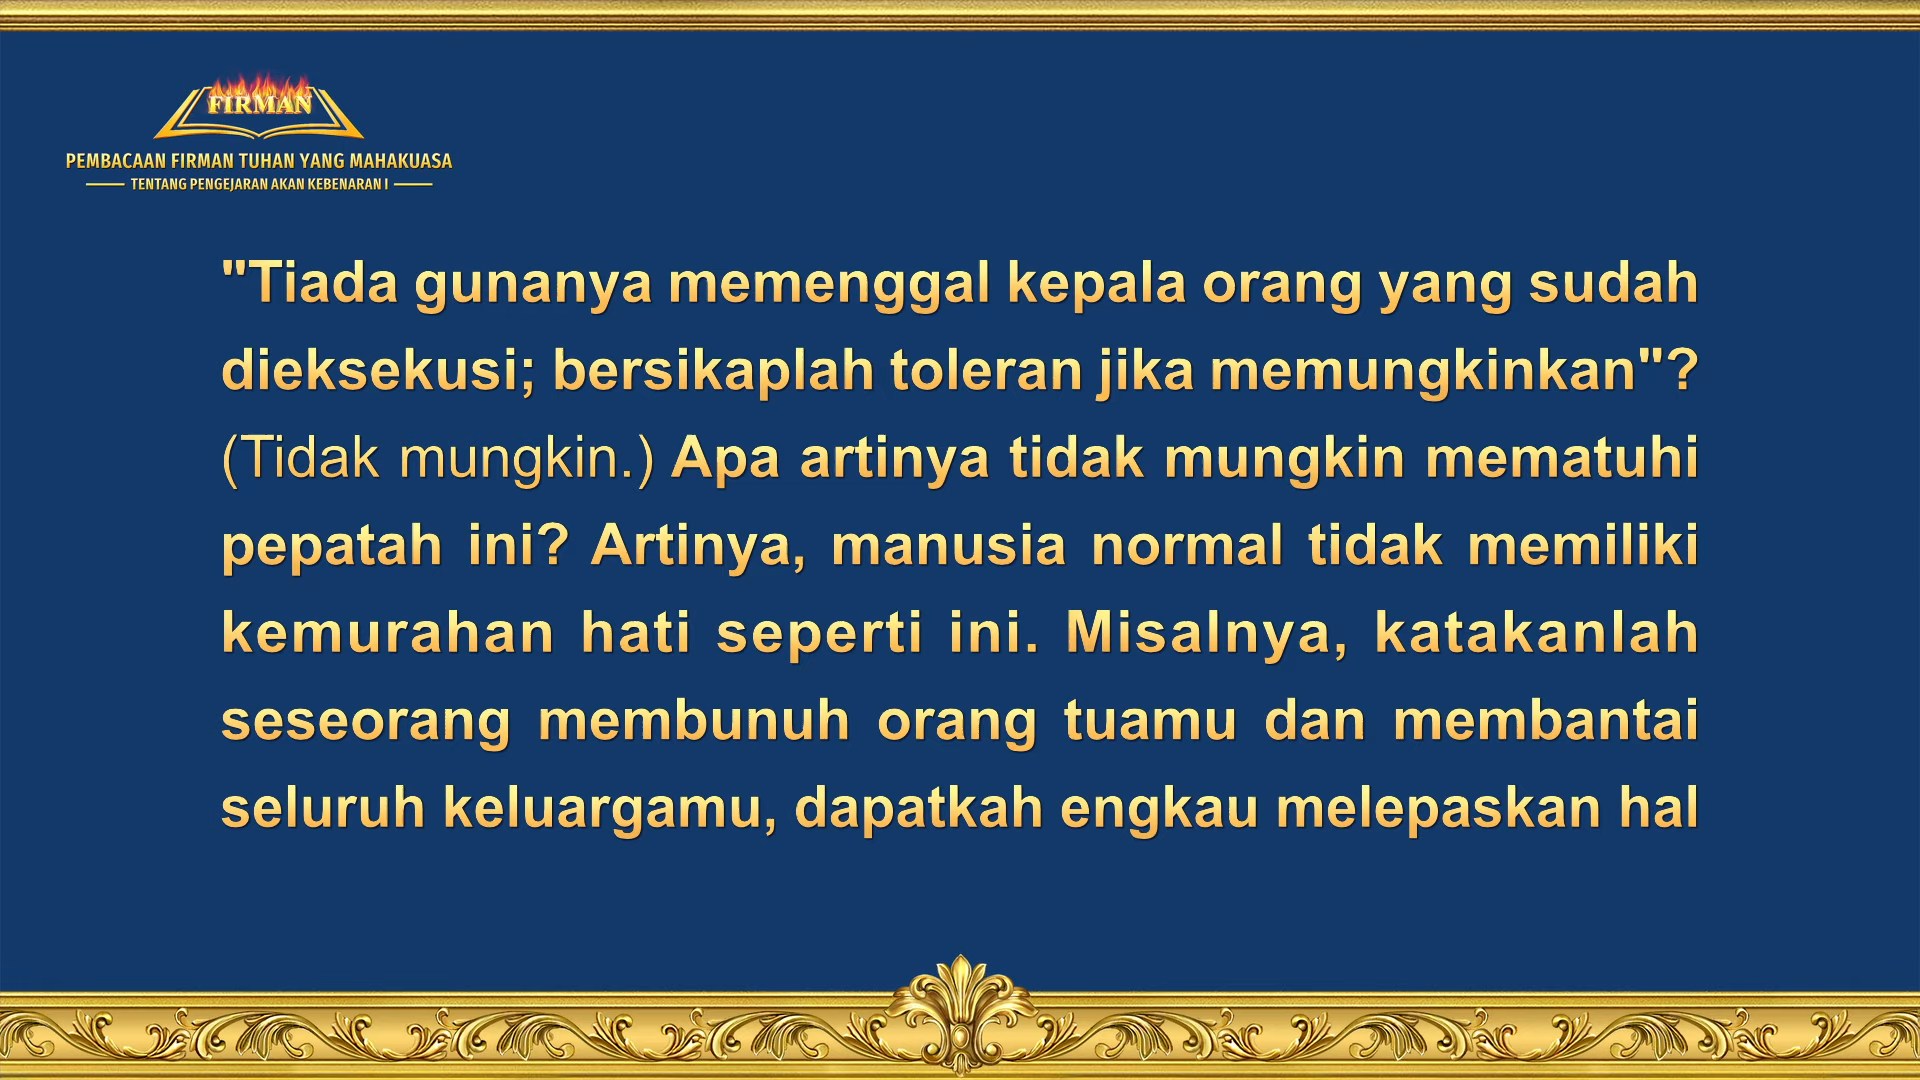 FIRMAN
PEMBACAAN FIRMAN TUHAN YANG MAHAKUASA
TENTANG PENGEJARAN AKAN KEBENARAN I
"Tiada gunanya memenggal kepala orang yang sudah
dieksekusi; bersikaplah toleran jika memungkinkan"?
(Tidak mungkin.) Apa artinya tidak mungkin mematuhi
pepatah ini? Artinya, manusia normal tidak memiliki
kemurahan hati seperti ini. Misalnya, katakanlah
seseorang membunuh orang tuamu dan membantai
seluruh keluargamu, dapatkah engkau melepaskan hal